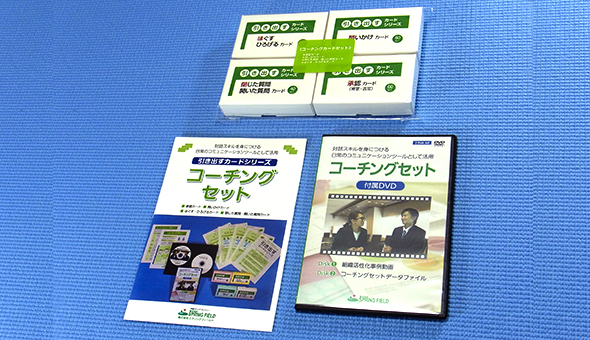 引き出す カードシリーズ
ほぐす
ひろげる カード
引き出す カードシリーズ
問いかけ カード
《コーチングカードセット》
引き出す カードシリーズ
閉じた質問
開いた質問 カード
引き出す カードシリーズ
承認 カード
対話スキルを身につける
日常のコミュニケーションツールとして活用
引き出すカードシリーズ
コーチング
セット
SPRING FIELD
対話スキルを身につける
日常のコミュニケーションツールとして活用
コーチングセット
付属DVD
Disk❶ 組織活性化事例動画
Disk❷ コーチングセットデータファイル
SPRING FIELD
DVD